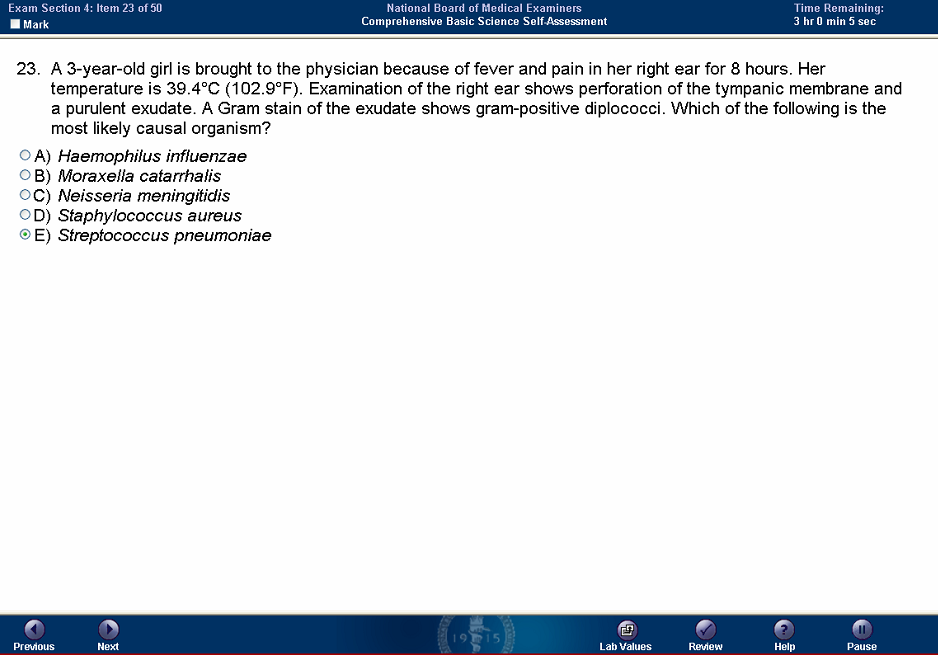 Exam Section 4: Item 23 of 50
Mark
National Board of Medical Examiners
Comprehensive Basic Science Self-Assessment
Time Remaining:
3 hr 0 min 5 sec
23. A 3-year-old girl is brought to the physician because of fever and pain in her right ear for 8 hours. Her
temperature is 39.4°C (102.9°F). Examination of the right ear shows perforation of the tympanic membrane and
a purulent exudate. A Gram stain of the exudate shows gram-positive diplococci. Which of the following is the
most likely causal organism?
A) Haemophilus influenzae
B) Moraxella catarrhalis
C) Neisseria meningitidis
D) Staphylococcus aureus
E) Streptococcus pneumoniae
1915
Previous
Next
Lab Values
Review
Help
Pause